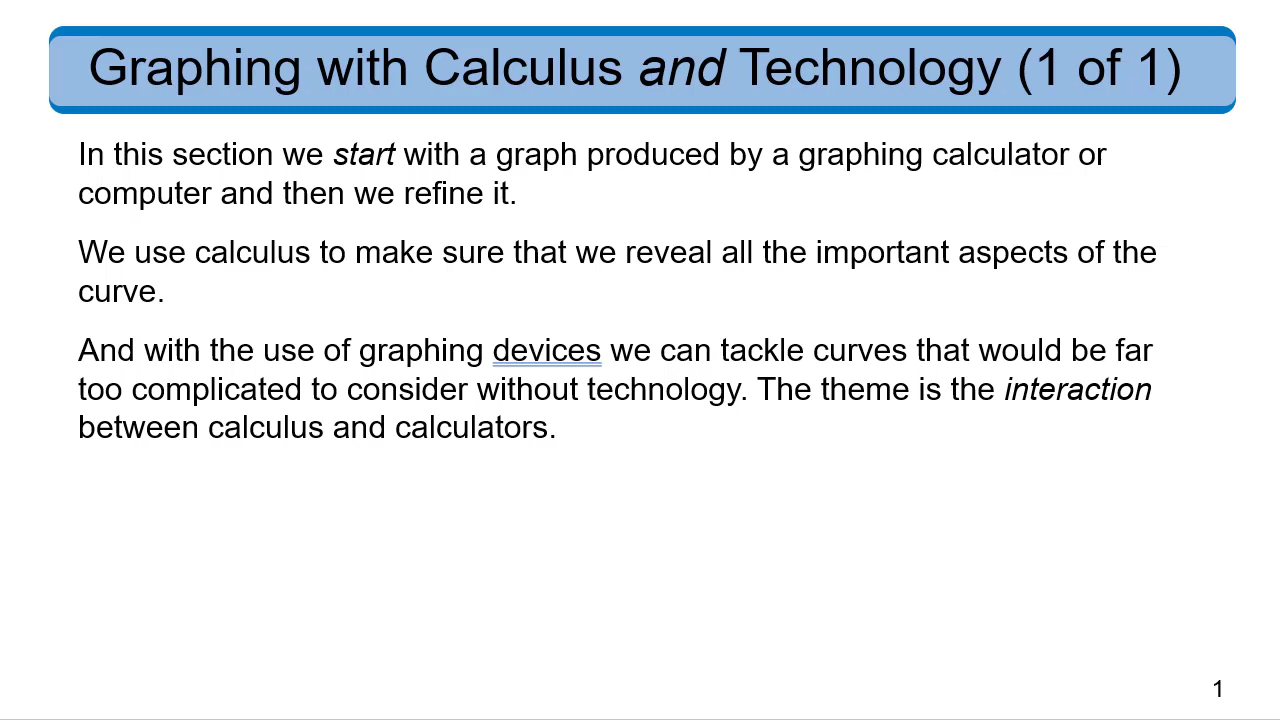 Graphing with Calculus and Technology (1 of 1)
In this section we start with a graph produced by a graphing calculator or
computer and then we refine it.
We use calculus to make sure that we reveal all the important aspects of the
curve.
And with the use of graphing devices we can tackle curves that would be far
too complicated to consider without technology. The theme is the interaction
between calculus and calculators.
1